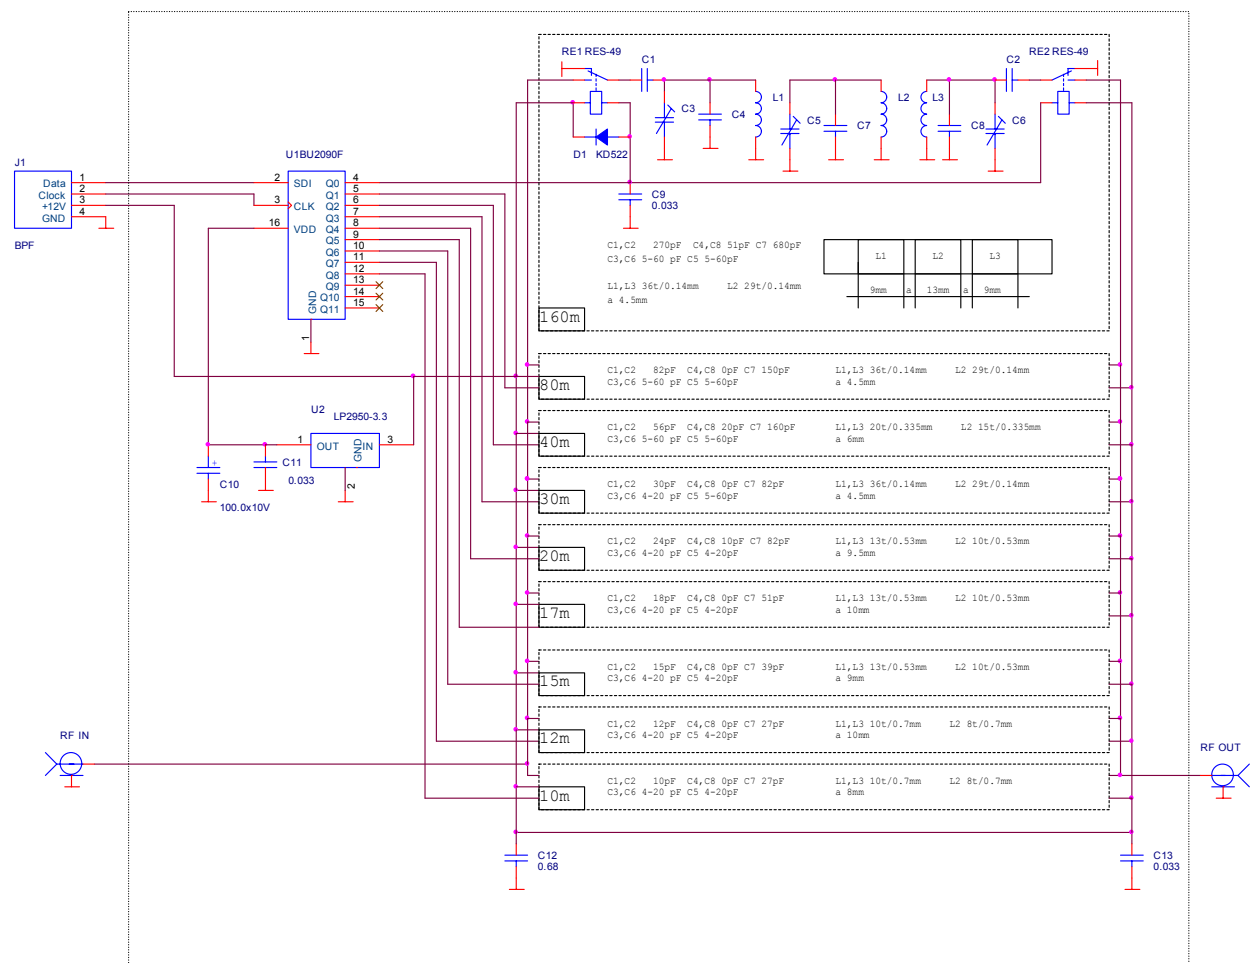 RE1 RES-49
RE2 RES-49
C1
C2
C3
C4
L1
C5
C7
L2
L3
C8
C6
D1 KD522
C9
0.033
J1
Data
Clock
+12V
GND
1
2
3
4
BPF
U1BU2090F
2
3
16
SDI
CLK
VDD
GND
1
Q0
Q1
Q2
Q3
Q4
Q5
Q6
Q7
Q8
Q9
Q10
Q11
4
5
6
7
8
9
10
11
12
13
14
15
C1,C2 270pF C4,C8 51pF C7 680pF
C3,C6 5-60 pF C5 5-60pF
L1,L3 36t/0.14mm L2 29t/0.14mm
a 4.5mm
L1 L2 L3
9mm a 13mm a 9mm
160m
C1,C2 82pF C4,C8 0pF C7 150pF L1,L3 36t/0.14mm L2 29t/0.14mm
C3,C6 5-60 pF C5 5-60pF a 4.5mm
80m
U2
LP2950-3.3
1
OUT
GND
IN
3
2
C10
100.0x10V
C11
0.033
C1,C2 56pF C4,C8 20pF C7 160pF L1,L3 20t/0.335mm L2 15t/0.335mm
C3,C6 5-60 pF C5 5-60pF a 6mm
40m
C1,C2 30pF C4,C8 0pF C7 82pF L1,L3 36t/0.14mm L2 29t/0.14mm
C3,C6 4-20 pF C5 5-60pF a 4.5mm
30m
C1,C2 24pF C4,C8 10pF C7 82pF L1,L3 13t/0.53mm L2 10t/0.53mm
C3,C6 4-20 pF C5 4-20pF a 9.5mm
20m
C1,C2 18pF C4,C8 0pF C7 51pF L1,L3 13t/0.53mm L2 10t/0.53mm
C3,C6 4-20 pF C5 4-20pF a 10mm
17m
C1,C2 15pF C4,C8 0pF C7 39pF L1,L3 13t/0.53mm L2 10t/0.53mm
C3,C6 4-20 pF C5 4-20pF a 9mm
15m
C1,C2 12pF C4,C8 0pF C7 27pF L1,L3 10t/0.7mm L2 8t/0.7mm
C3,C6 4-20 pF C5 4-20pF a 10mm
12m
RF IN
RF OUT
C1,C2 10pF C4,C8 0pF C7 27pF L1,L3 10t/0.7mm L2 8t/0.7mm
C3,C6 4-20 pF C5 4-20pF a 8mm
10m
C12
0.68
C13
0.033